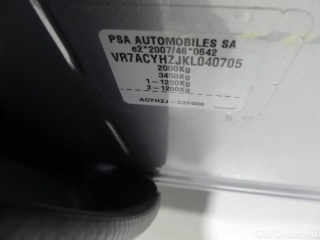 PSA AUTOMOBILES SA
e2*2007/46*0642
VR7ACYHZJKL040705
2000Kg
3450Kg
1-1200Kg
2-1200Kg